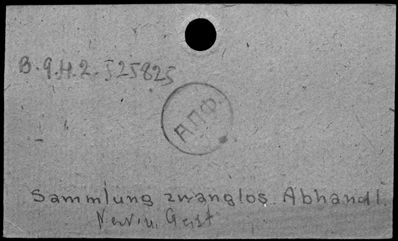 В.9.Н.2. 525825
АПФ.
Sammlung zwanglos. Abhandl.
Nerv. u. Geist